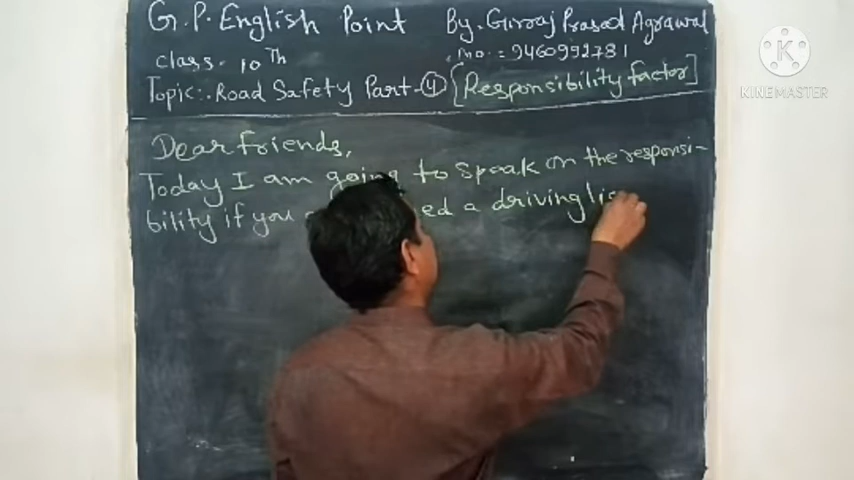 G.P. English Point By. Girraj Prasad Agrawal
Class- 10Th Mo.:9460992781
Topic:- Road Safety Part-④ [Responsibility factor]
Dear friends,
Today I am going to speak on the responsi-
bility if you ed a driving li
KINEMASTER